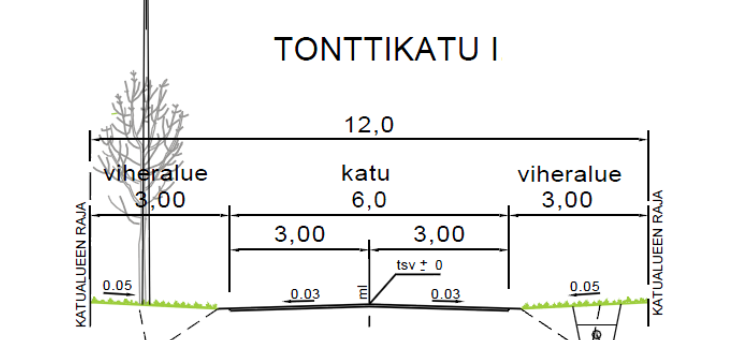 TONTTIKATU I
12,0
viheralue katu viheralue
3,00 6,0 3,00
3,00 3,00
tsv ± 0
KATUALUEEN RAJA
0.05 0.03 ml 0.03 0.05
KATUALUEEN RAJA